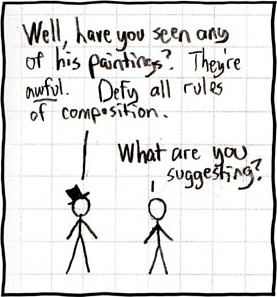 Well, have you seen any
of his paintings? They're
awful. Defy all rules
of composition.
What are you
suggesting?